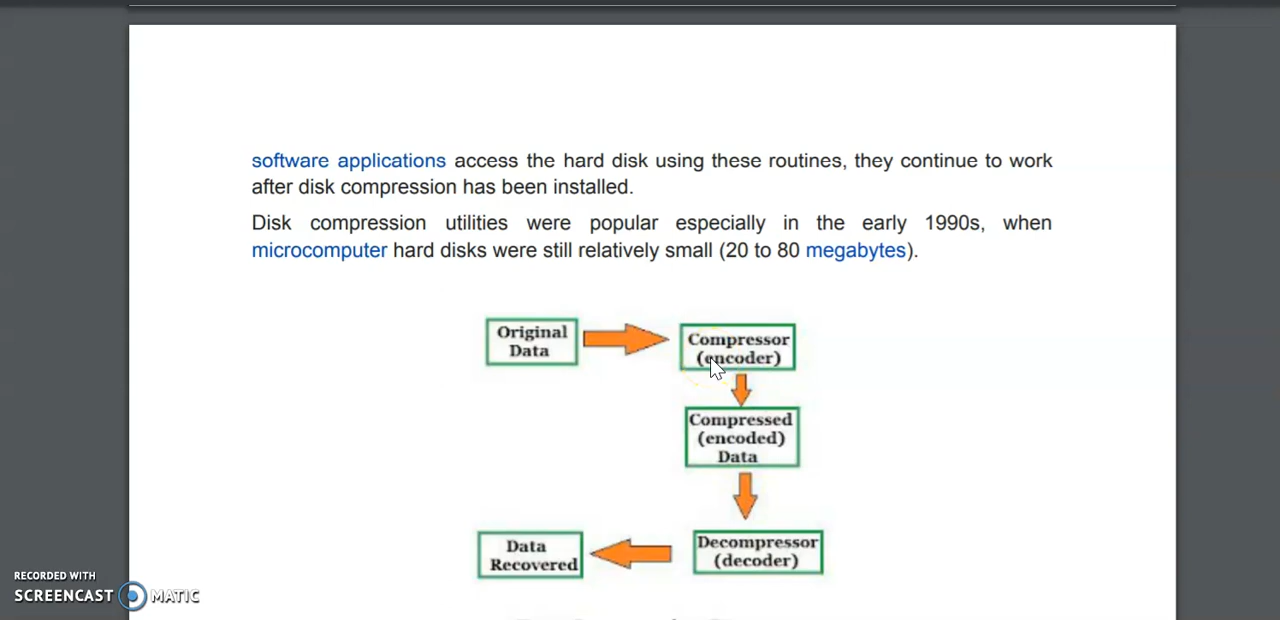 software applications access the hard disk using these routines, they continue to work
after disk compression has been installed.
Disk compression utilities were popular especially in the early 1990s, when
microcomputer hard disks were still relatively small (20 to 80 megabytes).
Original
Data
Compressor
(encoder)
Compressed
(encoded)
Data
Decompressor
(decoder)
Data
Recovered
RECORDED WITH
SCREENCAST MATIC